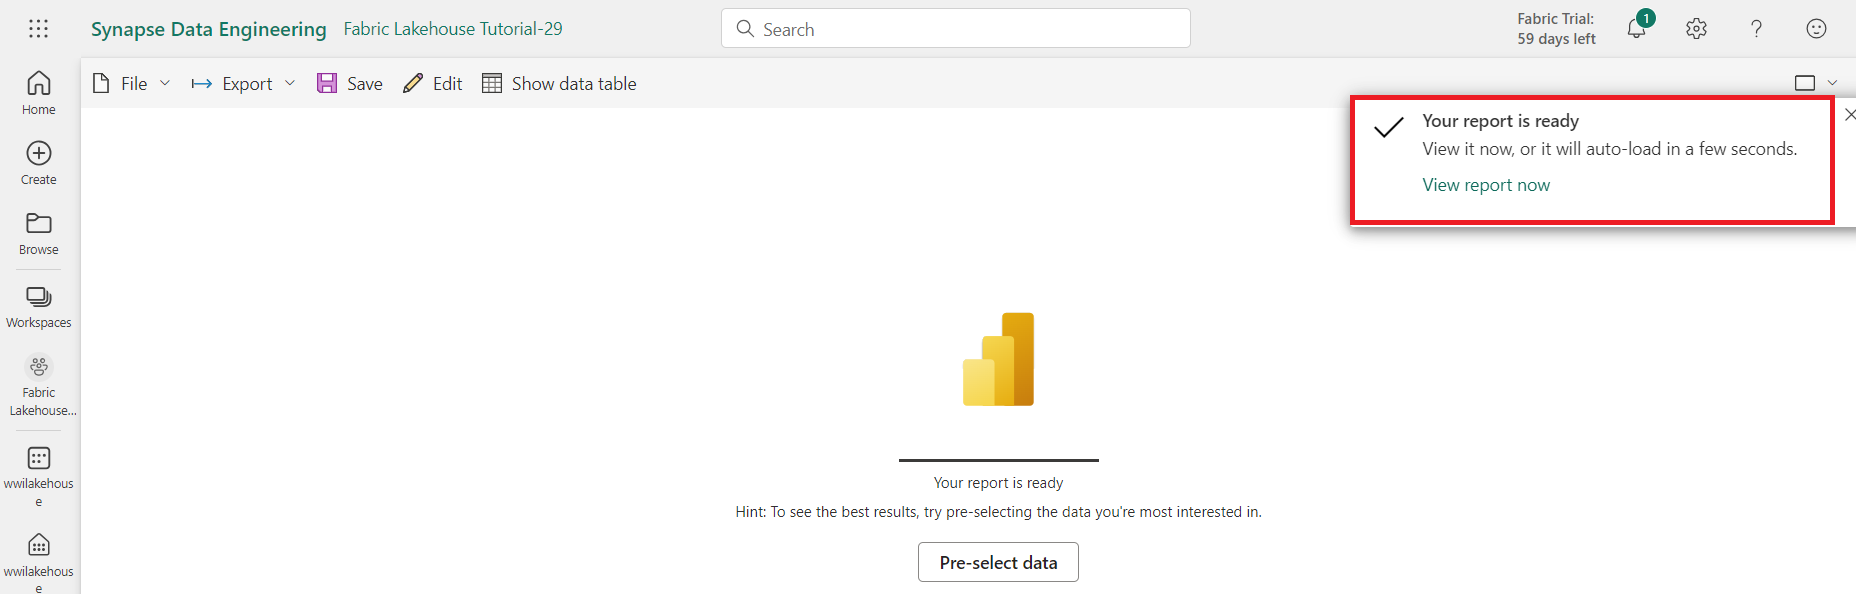 Synapse Data Engineering
Fabric Lakehouse Tutorial-29
Search
Fabric Trial:
59 days left
1
Home
Create
Browse
Workspaces
Fabric
Lakehouse...
wwilakehous
e
wwilakehous
e
File
Export
Save
Edit
Show data table
Your report is ready
View it now, or it will auto-load in a few seconds.
View report now
Your report is ready
Hint: To see the best results, try pre-selecting the data you're most interested in.
Pre-select data